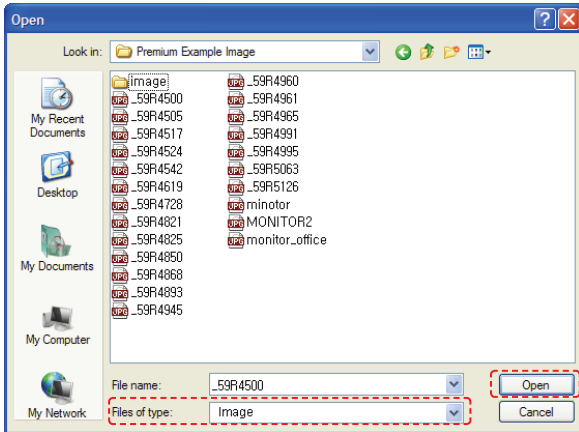 Open
Look in:
Premium Example Image
My Recent
Documents
Desktop
My Documents
My Computer
My Network
image
_59R4500
_59R4505
_59R4517
_59R4524
_59R4542
_59R4619
_59R4728
_59R4821
_59R4825
_59R4850
_59R4868
_59R4893
_59R4945
_59R4960
_59R4961
_59R4965
_59R4991
_59R4995
_59R5063
_59R5126
minotor
MONITOR2
monitor_office
File name:
_59R4500
Open
Files of type:
Image
Cancel